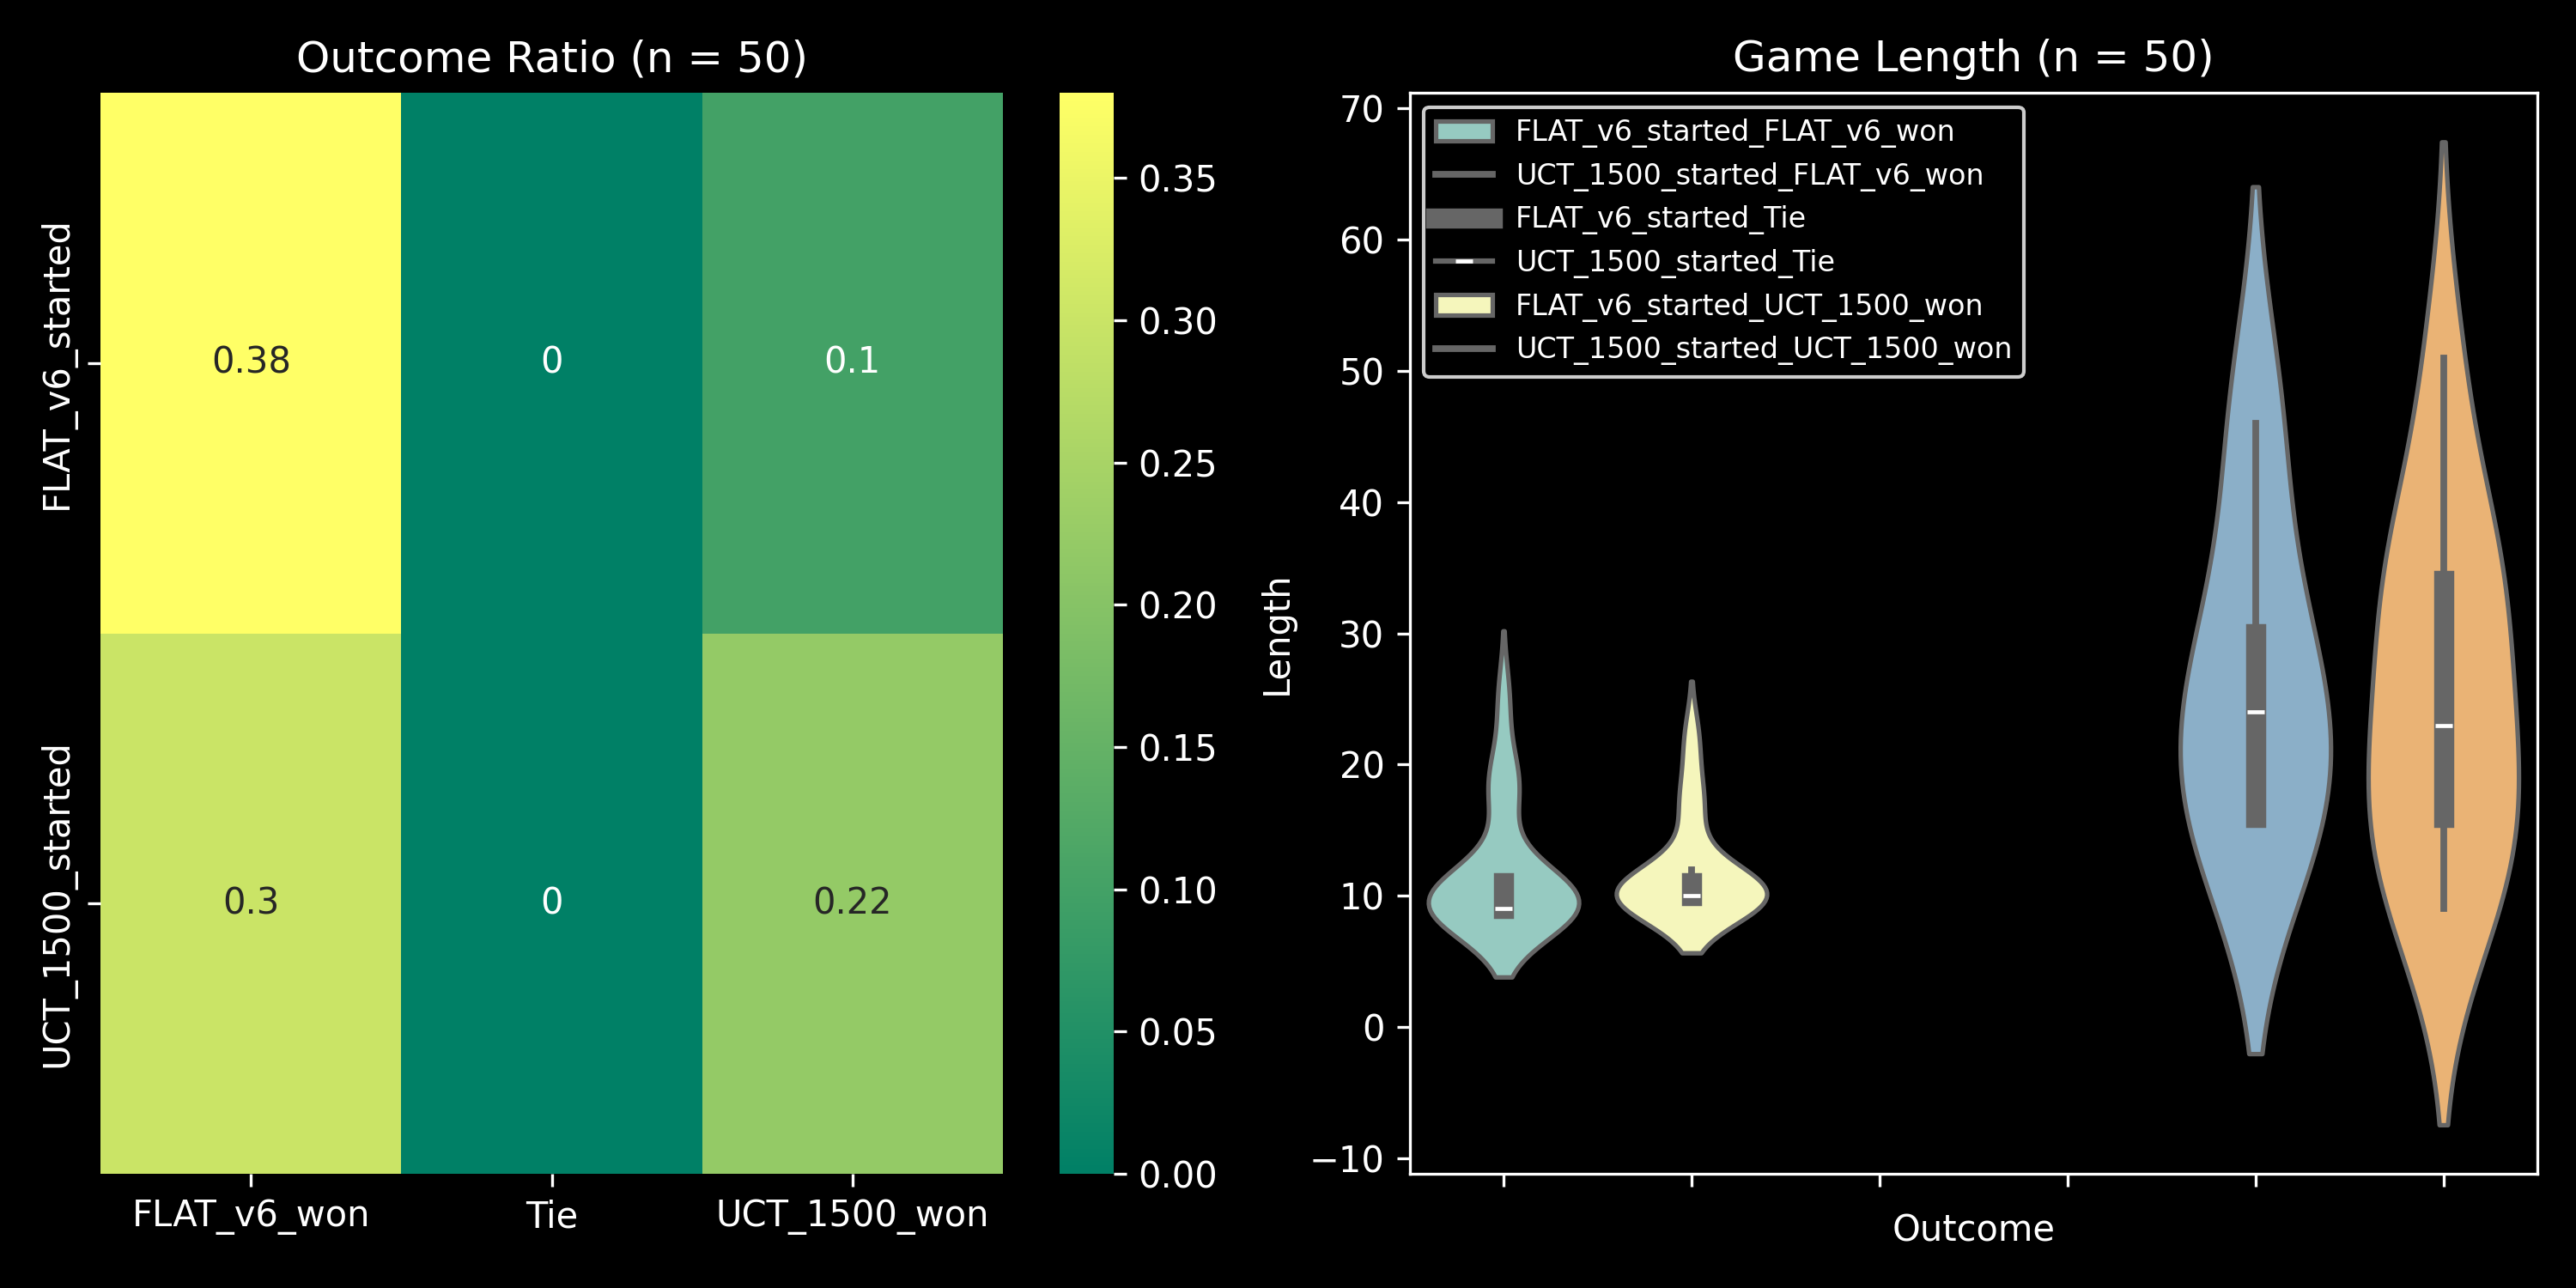 Outcome Ratio (n = 50)
FLAT_v6_started
UCT_1500_started
0.38
0
0.1
0.3
0
0.22
FLAT_v6_won
Tie
UCT_1500_won
0.35
0.30
0.25
0.20
0.15
0.10
0.05
0.00
Game Length (n = 50)
Length
70
60
50
40
30
20
10
0
−10
FLAT_v6_started_FLAT_v6_won
UCT_1500_started_FLAT_v6_won
FLAT_v6_started_Tie
UCT_1500_started_Tie
FLAT_v6_started_UCT_1500_won
UCT_1500_started_UCT_1500_won
Outcome